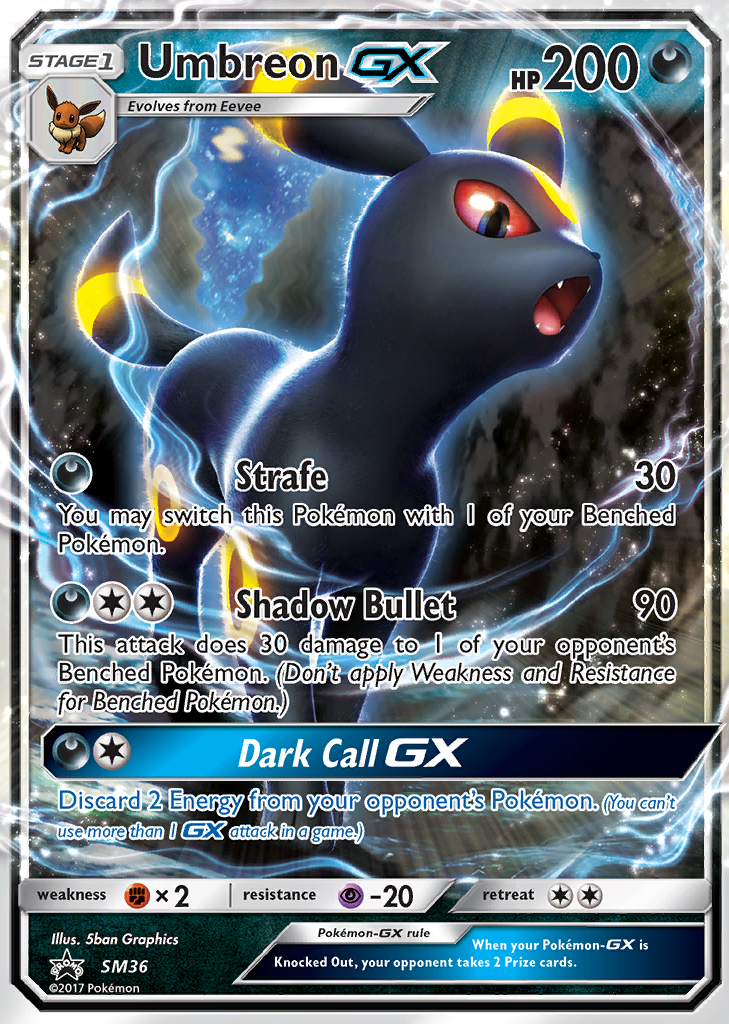 STAGE1 Umbreon GX HP200
Evolves from Eevee
Strafe 30
You may switch this Pokémon with 1 of your Benched
Pokémon.
Shadow Bullet 90
This attack does 30 damage to 1 of your opponent's
Benched Pokémon. (Don't apply Weakness and Resistance
for Benched Pokémon.)
Dark Call GX
Discard 2 Energy from your opponent's Pokémon. (You can't
use more than 1 GX attack in a game.)
weakness ×2 resistance -20 retreat
Illus. 5ban Graphics
PROMO SM36
©2017 Pokémon
Pokémon-GX rule
When your Pokémon-GX is
Knocked Out, your opponent takes 2 Prize cards.